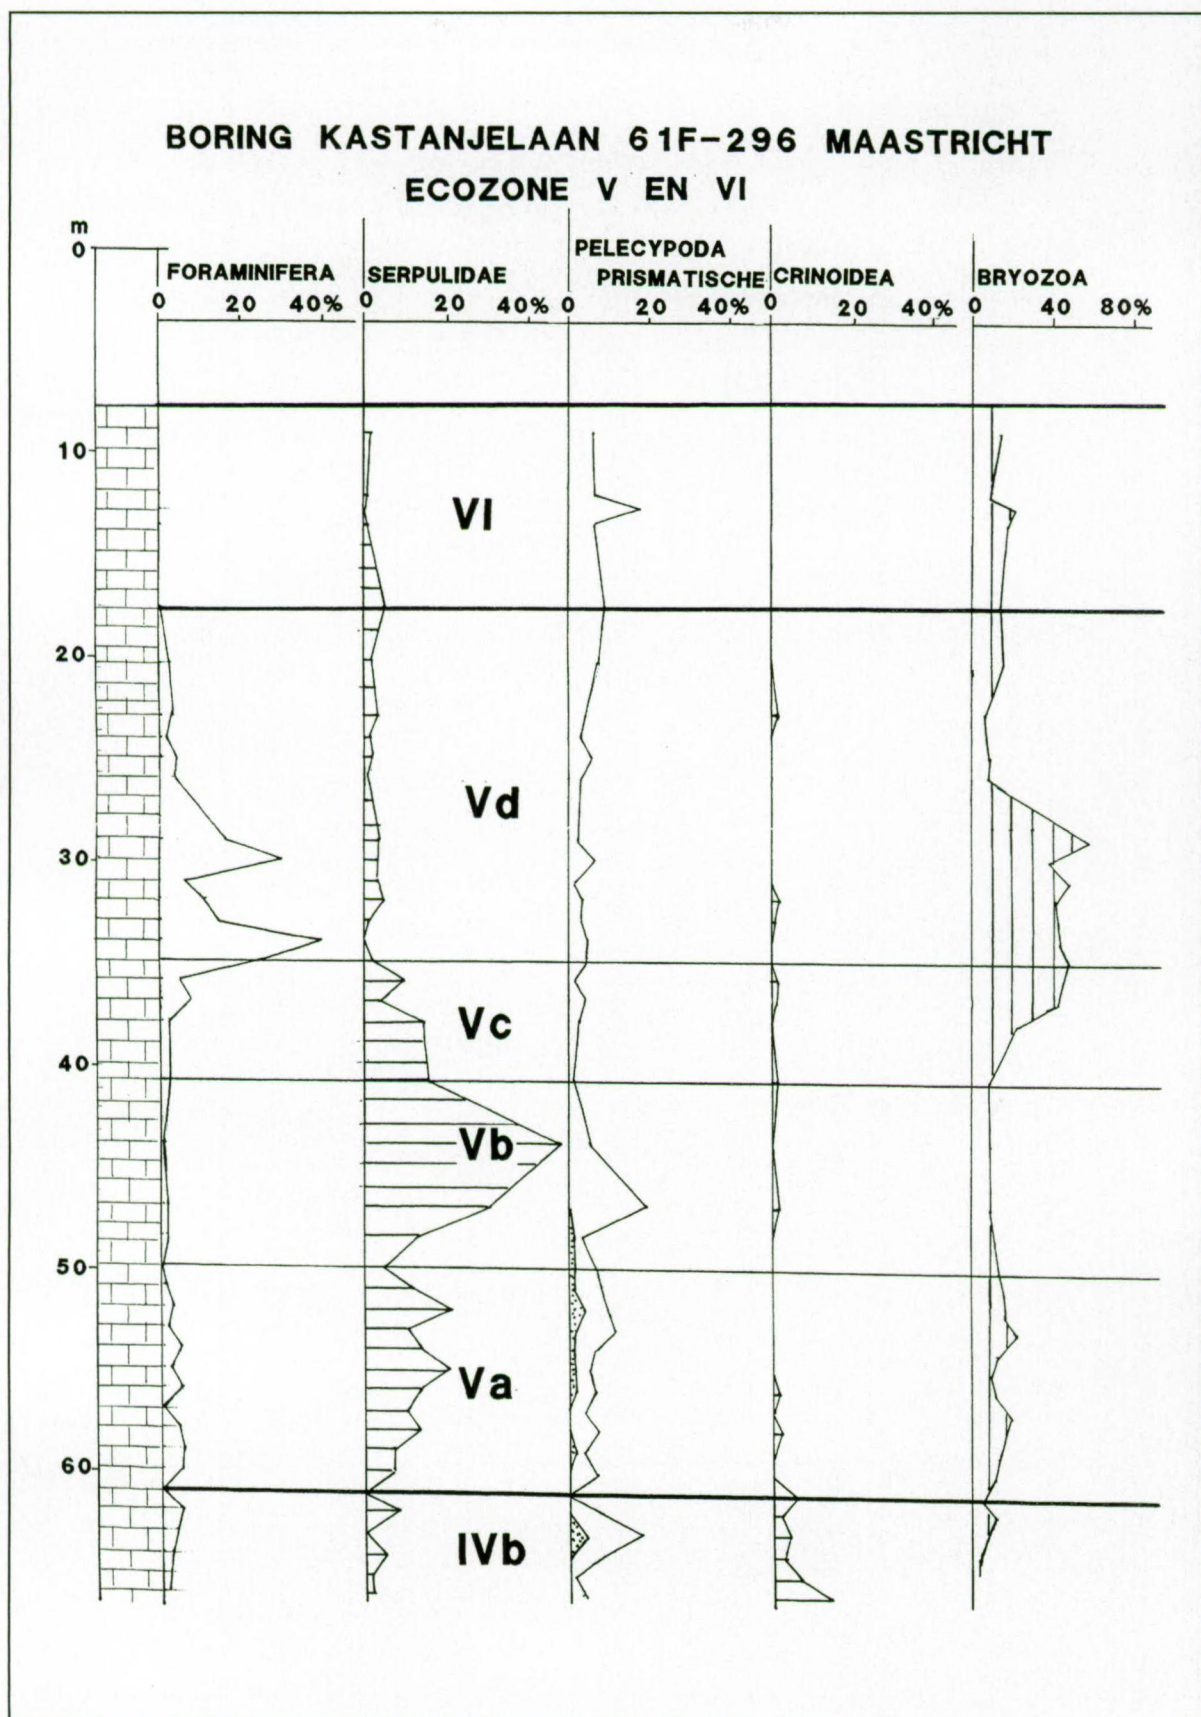 BORING KASTANJELAAN 61F-296 MAASTRICHT
ECOZONE V EN VI
m
0
FORAMINIFERA
SERPULIDAE
PELECYPODA
PRISMATISCHE
CRINOIDEA
BRYOZOA
0 20 40%
0 20 40%
0 20 40%
0 20 40%
0 40 80%
10
VI
20
Vd
30
Vc
40
Vb
50
Va
60
IVb